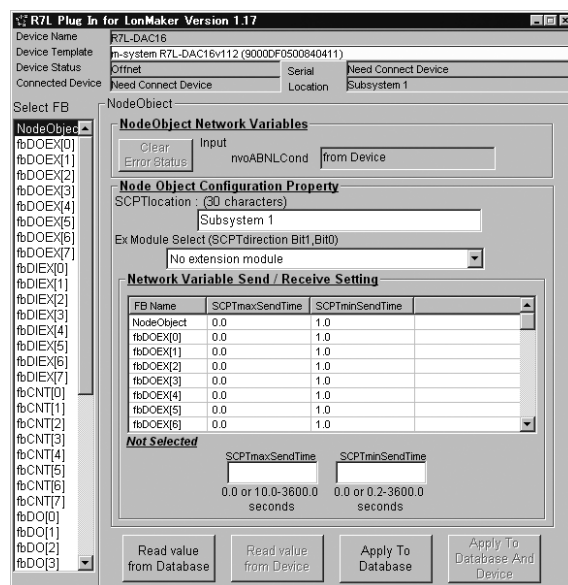 R7L Plug In for LonMaker Version 1.17
Device Name R7L-DAC16
Device Template m-system R7L-DAC16v112 (9000DF0500840411)
Device Status Offnet Serial Need Connect Device
Connected Device Need Connect Device Location Subsystem 1
Select FB
NodeObjec
fbDOEX[0]
fbDOEX[1]
fbDOEX[2]
fbDOEX[3]
fbDOEX[4]
fbDOEX[5]
fbDOEX[6]
fbDOEX[7]
fbDIEX[0]
fbDIEX[1]
fbDIEX[2]
fbDIEX[3]
fbDIEX[4]
fbDIEX[5]
fbDIEX[6]
fbDIEX[7]
fbCNT[0]
fbCNT[1]
fbCNT[2]
fbCNT[3]
fbCNT[4]
fbCNT[5]
fbCNT[6]
fbCNT[7]
fbDO[0]
fbDO[1]
fbDO[2]
fbDO[3]
NodeObject
NodeObject Network Variables
Clear
Error Status
Input
nvoABNLCond from Device
Node Object Configuration Property
SCPTlocation : (30 characters)
Subsystem 1
Ex Module Select (SCPTdirection Bit1,Bit0)
No extension module
Network Variable Send / Receive Setting
FB Name SCPTmaxSendTime SCPTminSendTime
NodeObject 0.0 1.0
fbDOEX[0] 0.0 1.0
fbDOEX[1] 0.0 1.0
fbDOEX[2] 0.0 1.0
fbDOEX[3] 0.0 1.0
fbDOEX[4] 0.0 1.0
fbDOEX[5] 0.0 1.0
fbDOEX[6] 0.0 1.0
Not Selected
SCPTmaxSendTime SCPTminSendTime
0.0 or 10.0-3600.0 0.0 or 0.2-3600.0
seconds seconds
Read value
from Database
Read value
from Device
Apply To
Database
Apply To
Database And
Device